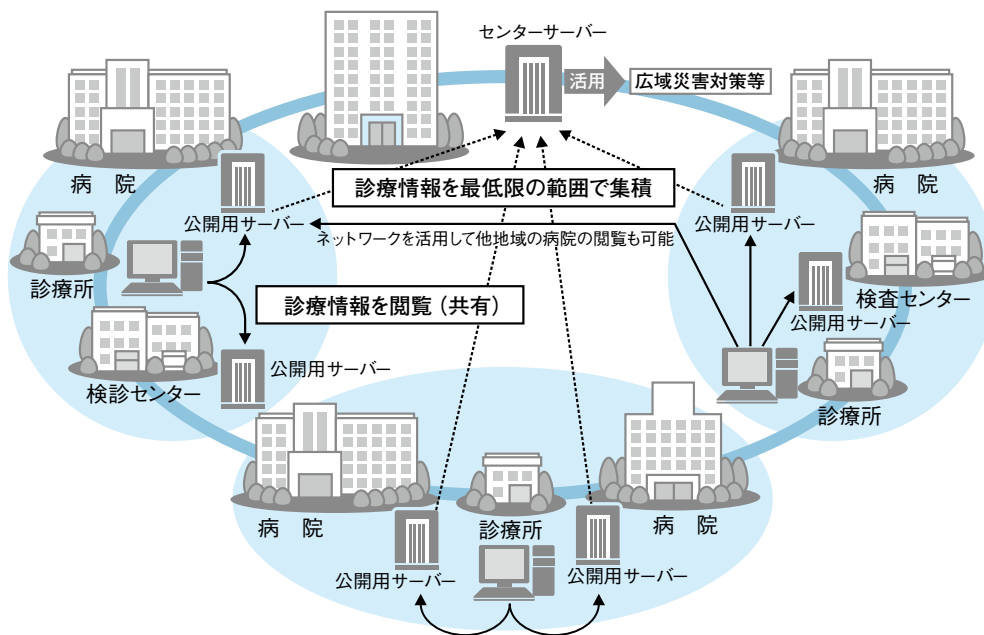 センターサーバー
活用
広域災害対策等
病 院
病 院
公開用サーバー
診療情報を最低限の範囲で集積
公開用サーバー
ネットワークを活用して他地域の病院の閲覧も可能
診療所
検査センター
診療情報を閲覧（共有）
公開用サーバー
公開用サーバー
検診センター
診療所
病 院
診療所
病 院
公開用サーバー
公開用サーバー